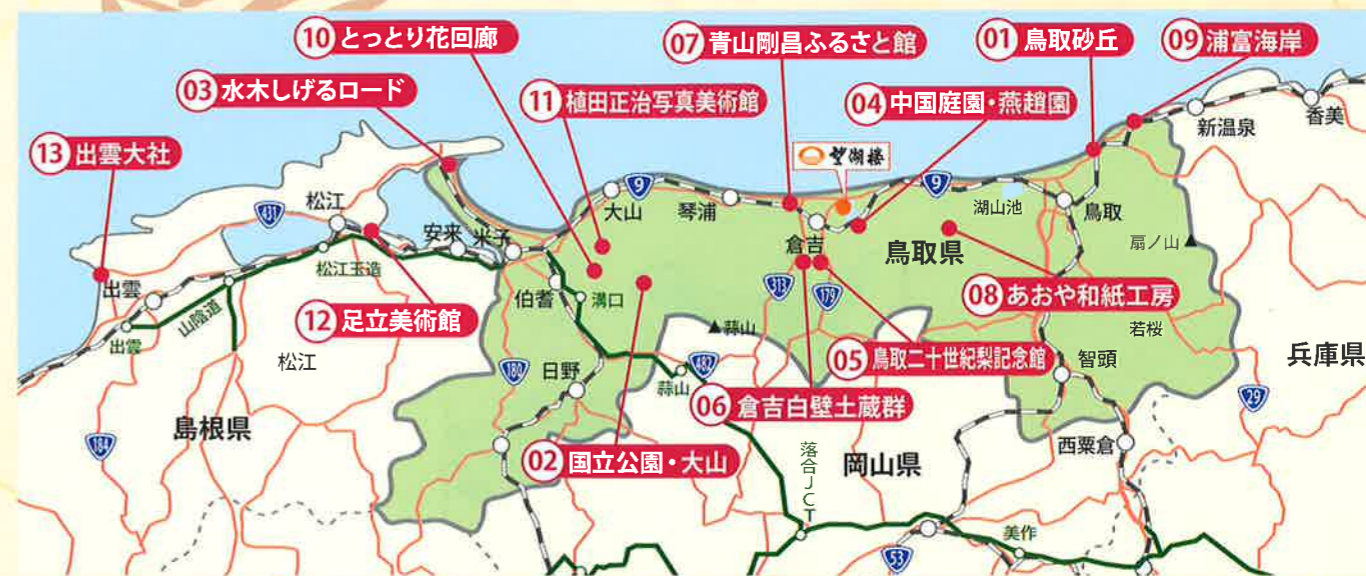 10 とっとり花回廊
07 青山剛昌ふるさと館
01 鳥取砂丘
09 浦富海岸
03 水木しげるロード
11 植田正治写真美術館
04 中国庭園・燕趙園
新温泉
香美
13 出雲大社
望湖楼
松江
431
安来
米子
大山
9
琴浦
9
湖山池
鳥取
倉吉
鳥取県
扇ノ山
松江玉造
出雲
山陰道
出雲
伯耆
溝口
313
179
08 あおや和紙工房
12 足立美術館
蒜山
若桜
松江
180
日野
482
蒜山
05 鳥取二十世紀梨記念館
智頭
兵庫県
06 倉吉白壁土蔵群
29
島根県
184
02 国立公園・大山
落合JCT
岡山県
西粟倉
美作
53